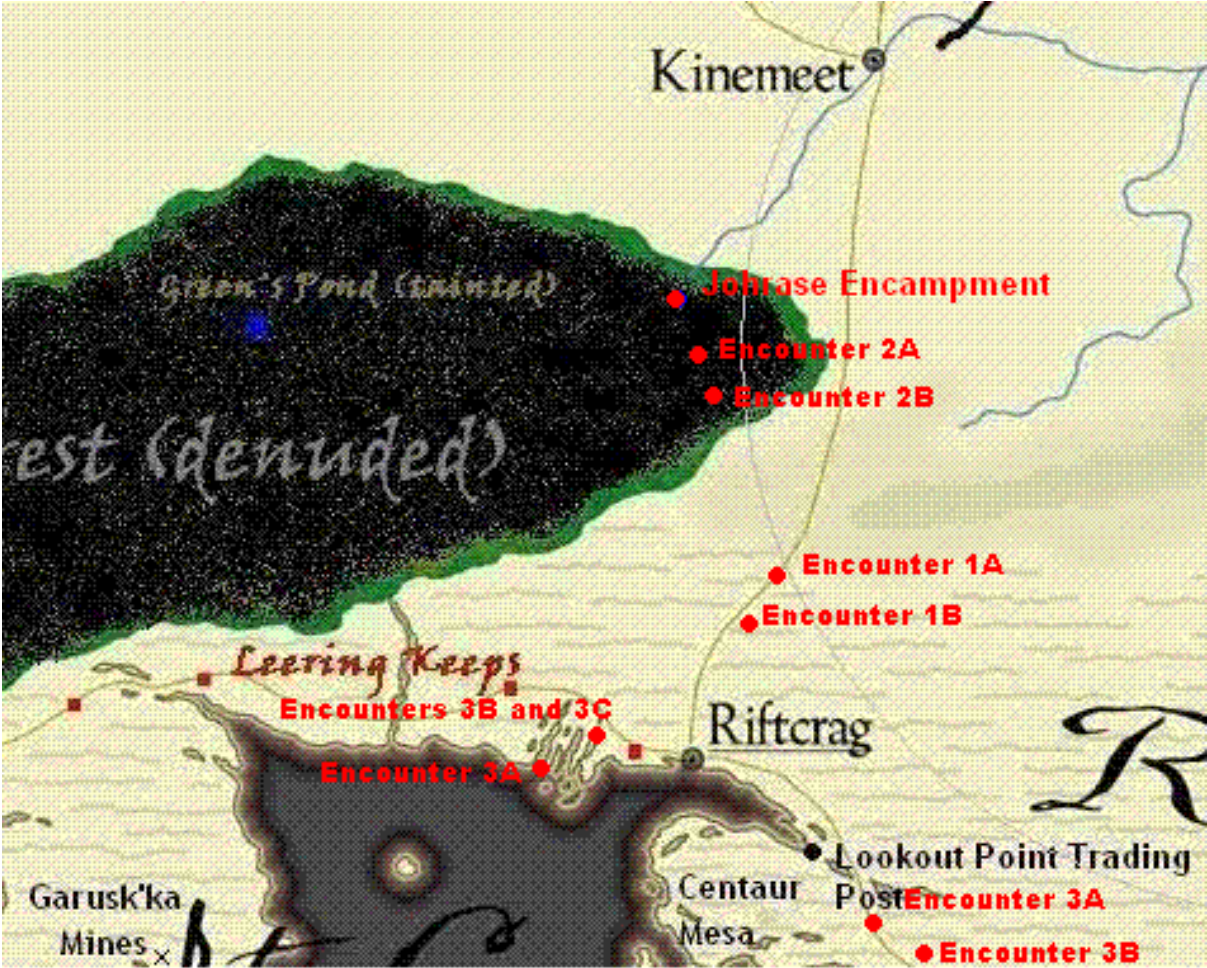 Kinemeet
Green's Pond (tainted)
Johrase Encampment
Encounter 2A
Encounter 2B
rest (denuded)
Encounter 1A
Encounter 1B
Leering Keeps
Encounters 3B and 3C
Riftcrag
Encounter 3A
R
Lookout Point Trading
Post
Encounter 3A
Garusk'ka
Mines
Centaur
Mesa
Encounter 3B